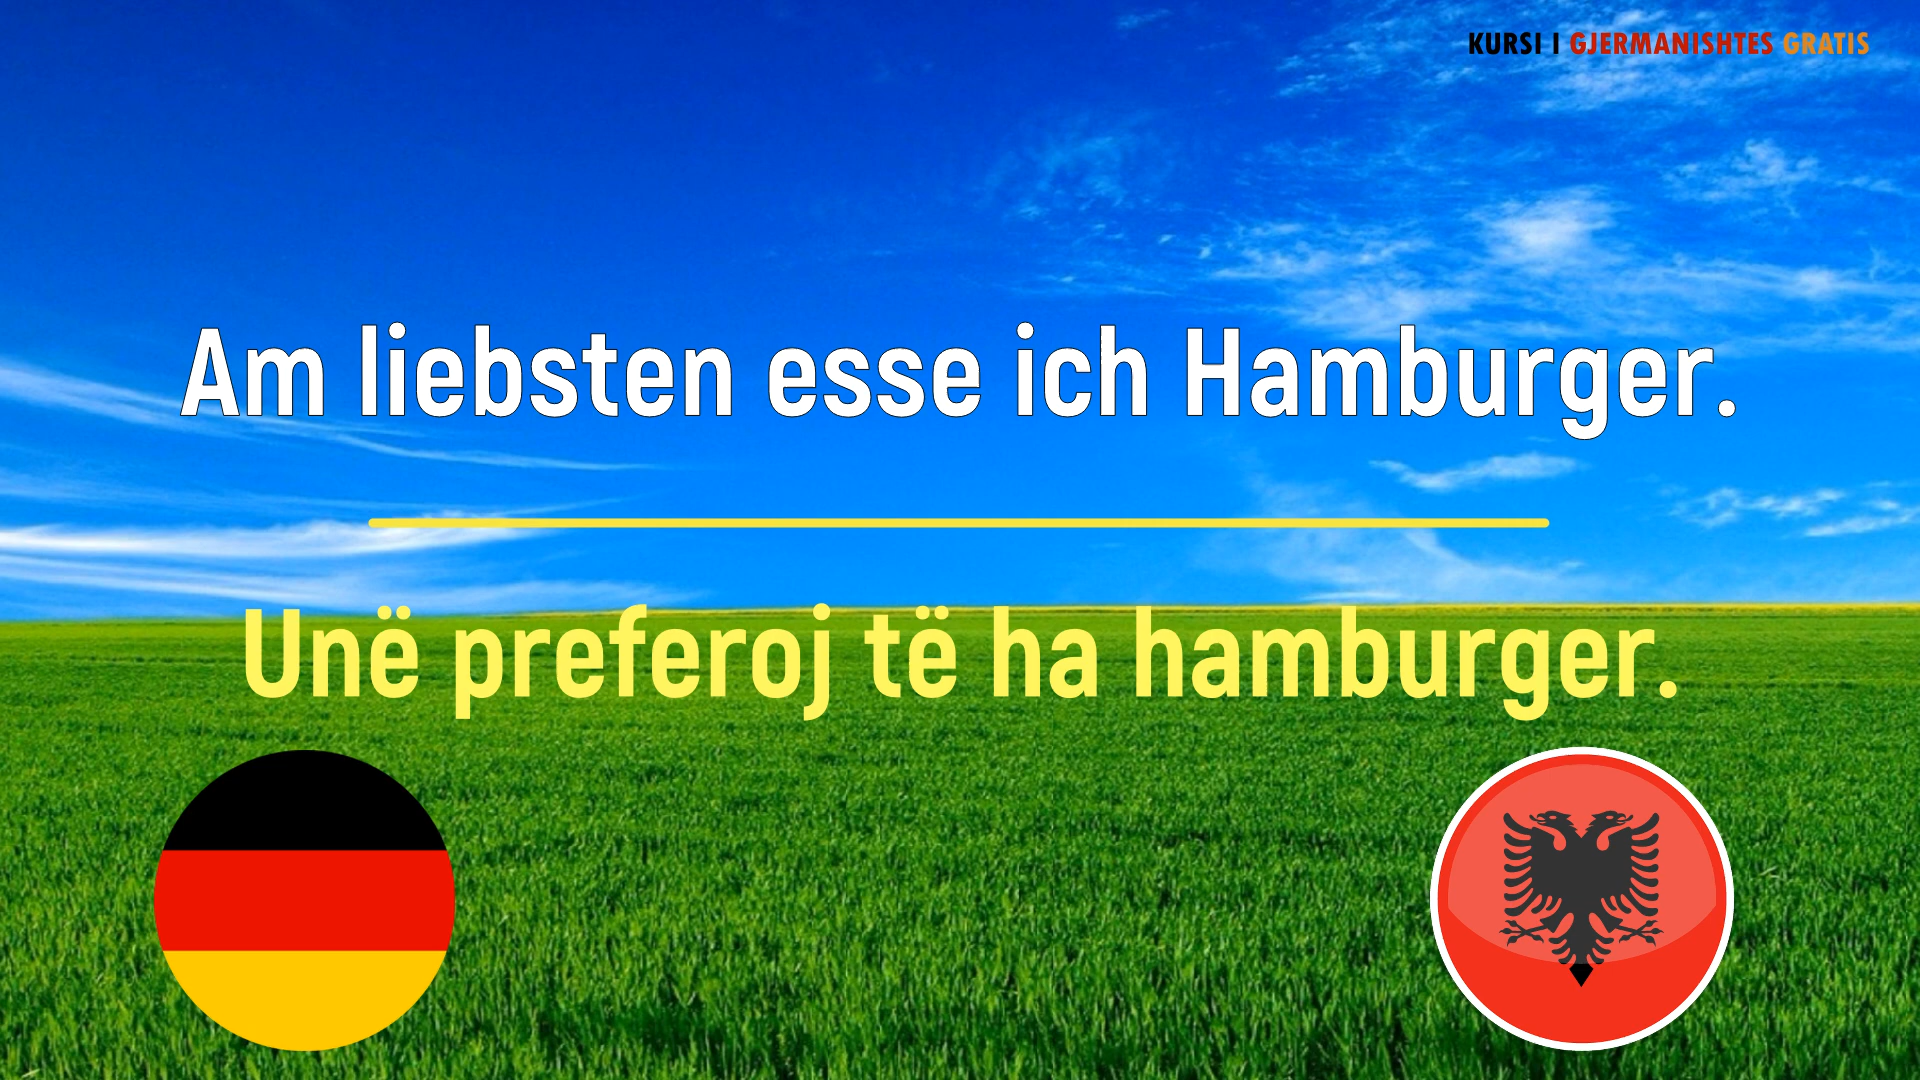 KURSI I GJERMANISHTES GRATIS
Am liebsten esse ich Hamburger.
Unë preferoj të ha hamburger.